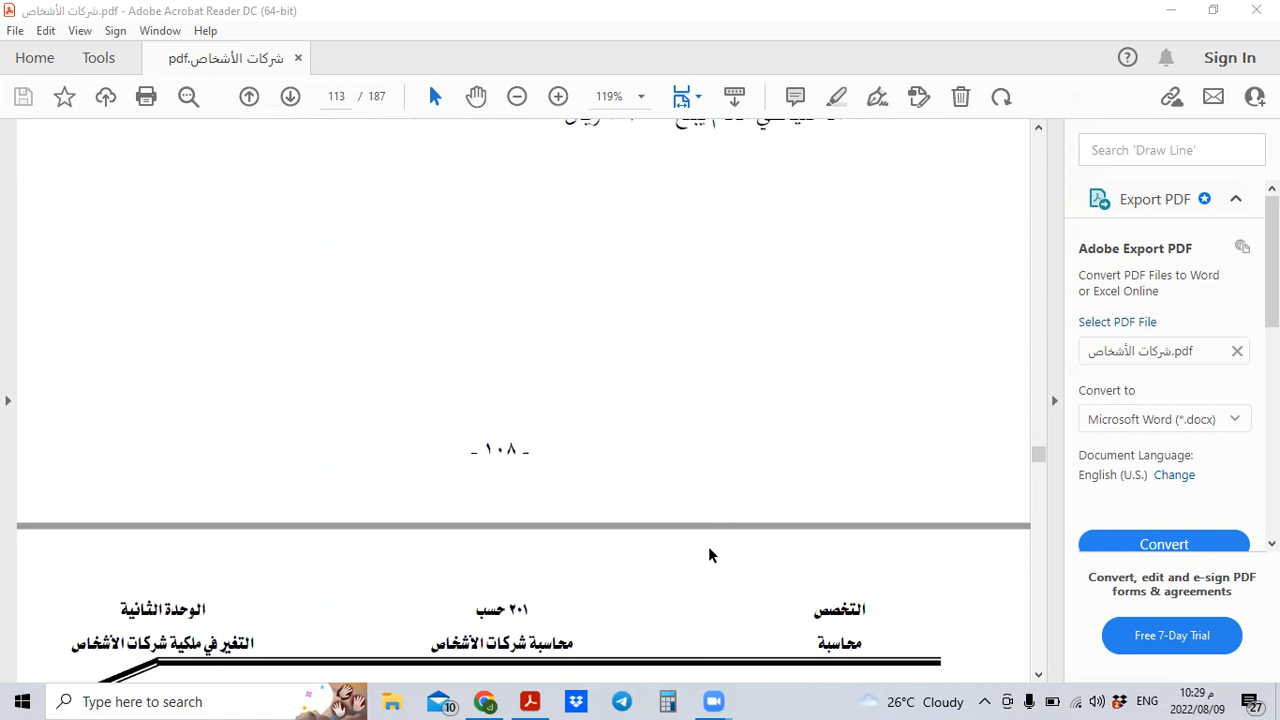 شركات الأشخاص.pdf - Adobe Acrobat Reader DC (64-bit)
File Edit View Sign Window Help
Home Tools شركات الأشخاص.pdf × Sign In
113 / 187 119%
Search 'Draw Line'
Export PDF
Adobe Export PDF
Convert PDF Files to Word
or Excel Online
Select PDF File
شركات الأشخاص.pdf
Convert to
Microsoft Word (*.docx)
Document Language:
English (U.S.) Change
Convert
Convert, edit and e-sign PDF
forms & agreements
Free 7-Day Trial
- ١٠٨ -
التخصص ٢٠١ حسب الوحدة الثانية
محاسبة محاسبة شركات الأشخاص التغير في ملكية شركات الأشخاص
Type here to search 10 26°C Cloudy ENG 10:29 م
2022/08/09 27